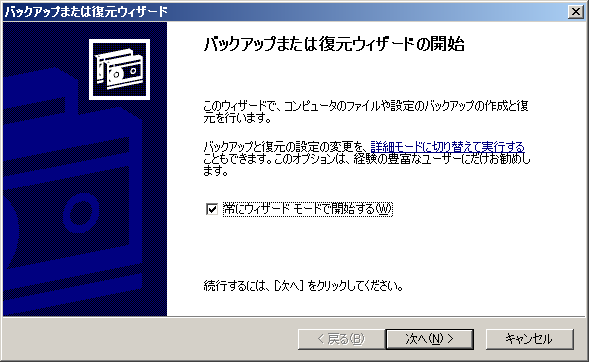 バックアップまたは復元ウィザード
バックアップまたは復元ウィザードの開始
このウィザードで、コンピュータのファイルや設定のバックアップの作成と復
元を行います。
バックアップと復元の設定の変更を、詳細モードに切り替えて実行する
こともできます。このオプションは、経験の豊富なユーザーにだけお勧めし
ます。
常にウィザード モードで開始する(W)
続行するには、[次へ] をクリックしてください。
< 戻る(B)
次へ(N) >
キャンセル